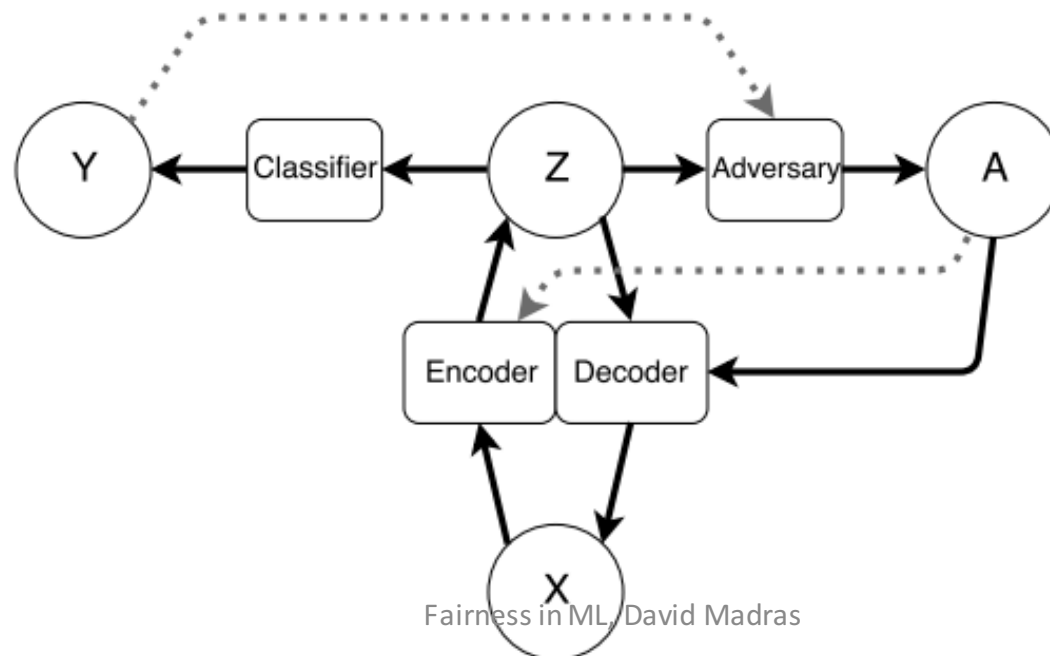 Y
Classifier
Z
Adversary
A
Encoder
Decoder
X
Fairness in ML, David Madras